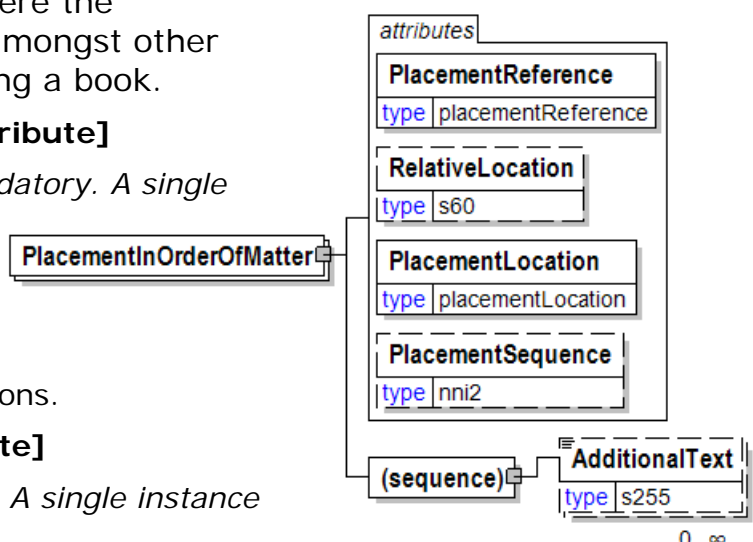 ere the
mongst other
ng a book.
ribute]
datory. A single
ons.
te]
A single instance
PlacementInOrderOfMatter
attributes
PlacementReference
type placementReference
RelativeLocation
type s60
PlacementLocation
type placementLocation
PlacementSequence
type nni2
(sequence)
AdditionalText
type s255
0..∞